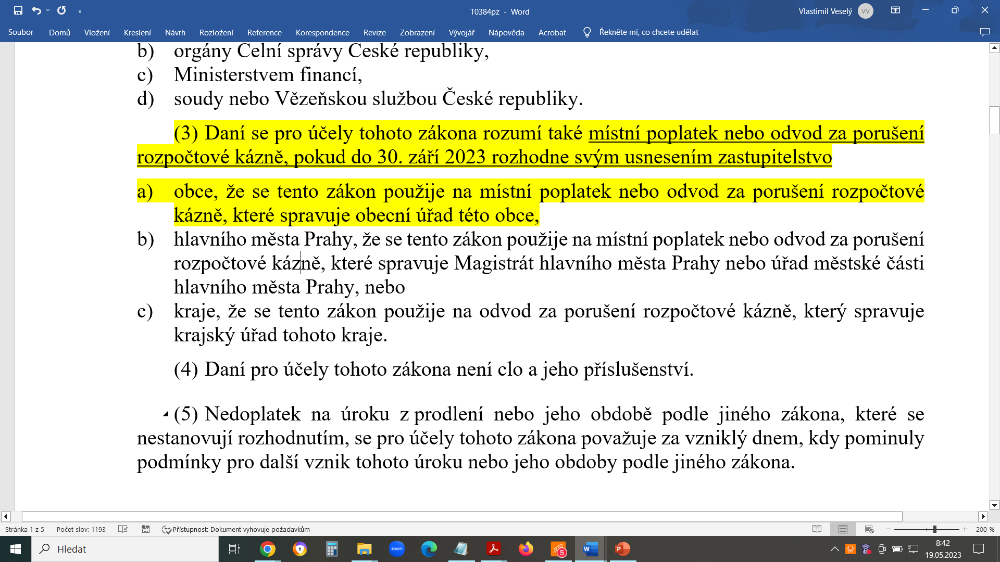 T0384pz - Word
Vlastimil Veselý VV
Soubor Domů Vložení Kreslení Návrh Rozložení Reference Korespondence Revize Zobrazení Vývojář Nápověda Acrobat Řekněte mi, co chcete udělat
b) orgány Celní správy České republiky,
c) Ministerstvem financí,
d) soudy nebo Vězeňskou službou České republiky.
(3) Daní se pro účely tohoto zákona rozumí také místní poplatek nebo odvod za porušení
rozpočtové kázně, pokud do 30. září 2023 rozhodne svým usnesením zastupitelstvo
a) obce, že se tento zákon použije na místní poplatek nebo odvod za porušení rozpočtové
kázně, které spravuje obecní úřad této obce,
b) hlavního města Prahy, že se tento zákon použije na místní poplatek nebo odvod za porušení
rozpočtové kázně, které spravuje Magistrát hlavního města Prahy nebo úřad městské části
hlavního města Prahy, nebo
c) kraje, že se tento zákon použije na odvod za porušení rozpočtové kázně, který spravuje
krajský úřad tohoto kraje.
(4) Daní pro účely tohoto zákona není clo a jeho příslušenství.
(5) Nedoplatek na úroku z prodlení nebo jeho obdobě podle jiného zákona, které se
nestanovují rozhodnutím, se pro účely tohoto zákona považuje za vzniklý dnem, kdy pominuly
podmínky pro další vznik tohoto úroku nebo jeho obdoby podle jiného zákona.
Stránka 1 z 5 Počet slov: 1193 Přístupnost: Dokument vyhovuje požadavkům 200 %
Hledat zoom 5 W P 8:42
19.05.2023